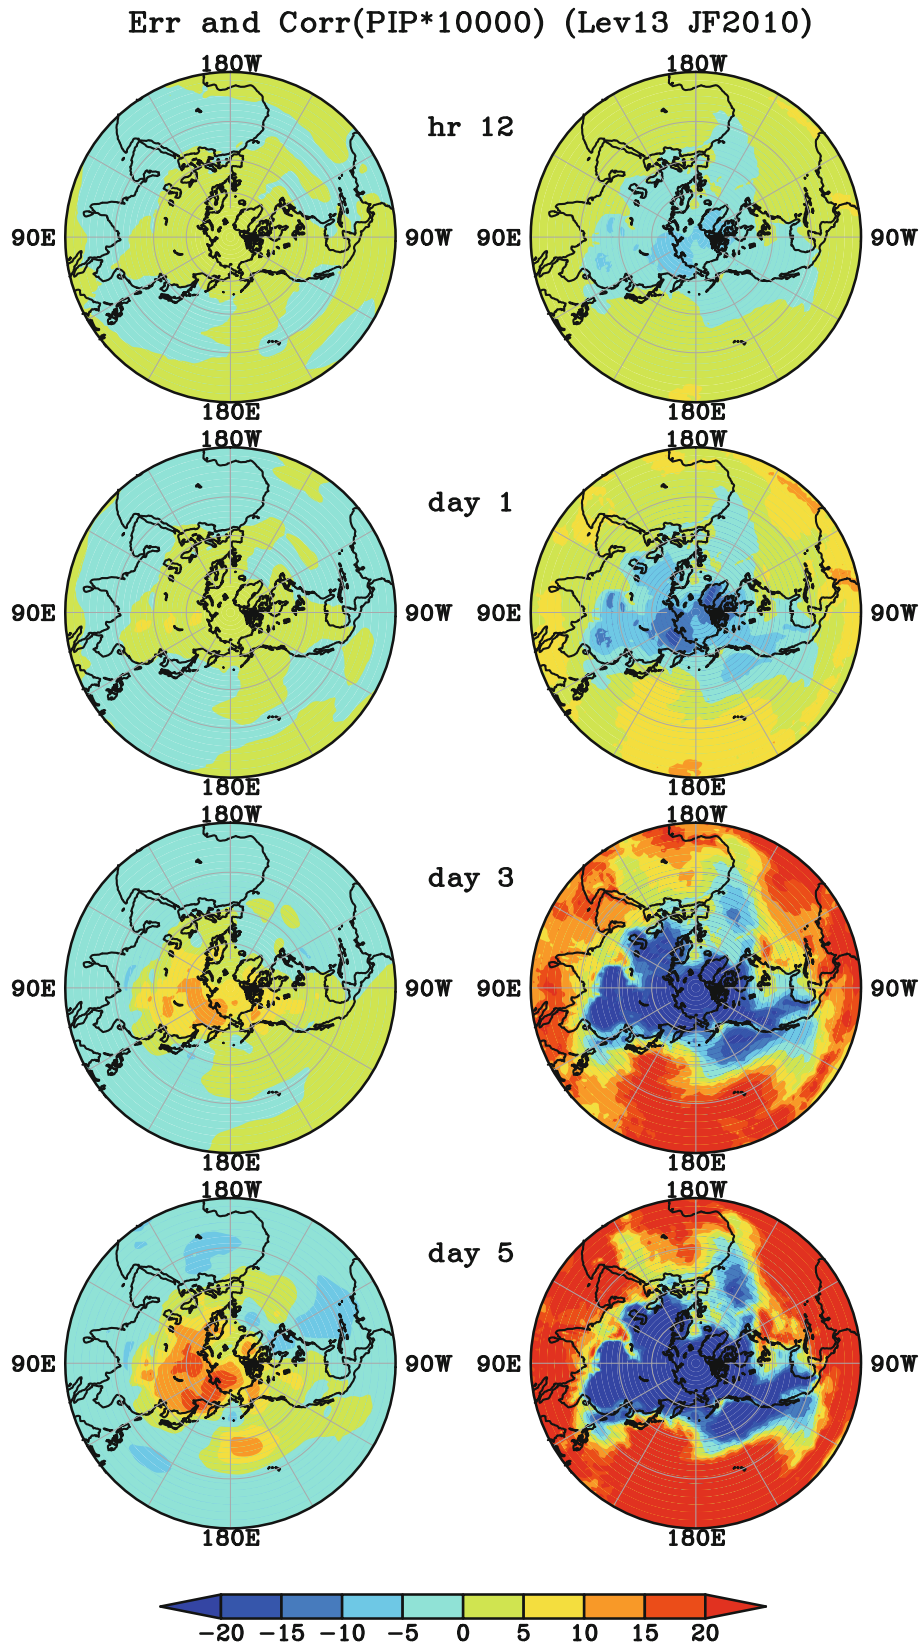 Err and Corr(PIP*10000) (Lev13 JF2010)
180W 180W
hr 12
90E 90W 90E 90W
180E 180E
180W 180W
day 1
90E 90W 90E 90W
180E 180E
180W 180W
day 3
90E 90W 90E 90W
180E 180E
180W 180W
day 5
90E 90W 90E 90W
180E 180E
-20 -15 -10 -5 0 5 10 15 20